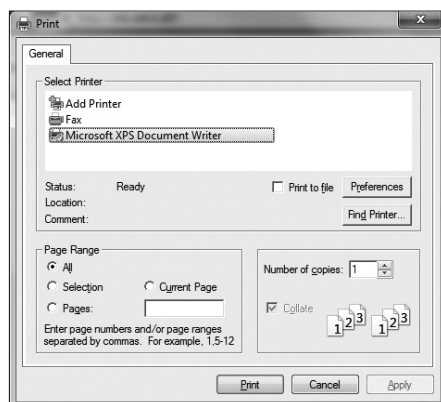 Print
General
Select Printer
Add Printer
Fax
Microsoft XPS Document Writer
Status: Ready
Print to file
Preferences
Location:
Comment:
Find Printer...
Page Range
All
Selection
Current Page
Pages:
Enter page numbers and/or page ranges
separated by commas. For example, 1,5-12
Number of copies: 1
Collate
1 2 3 1 2 3
Print Cancel Apply